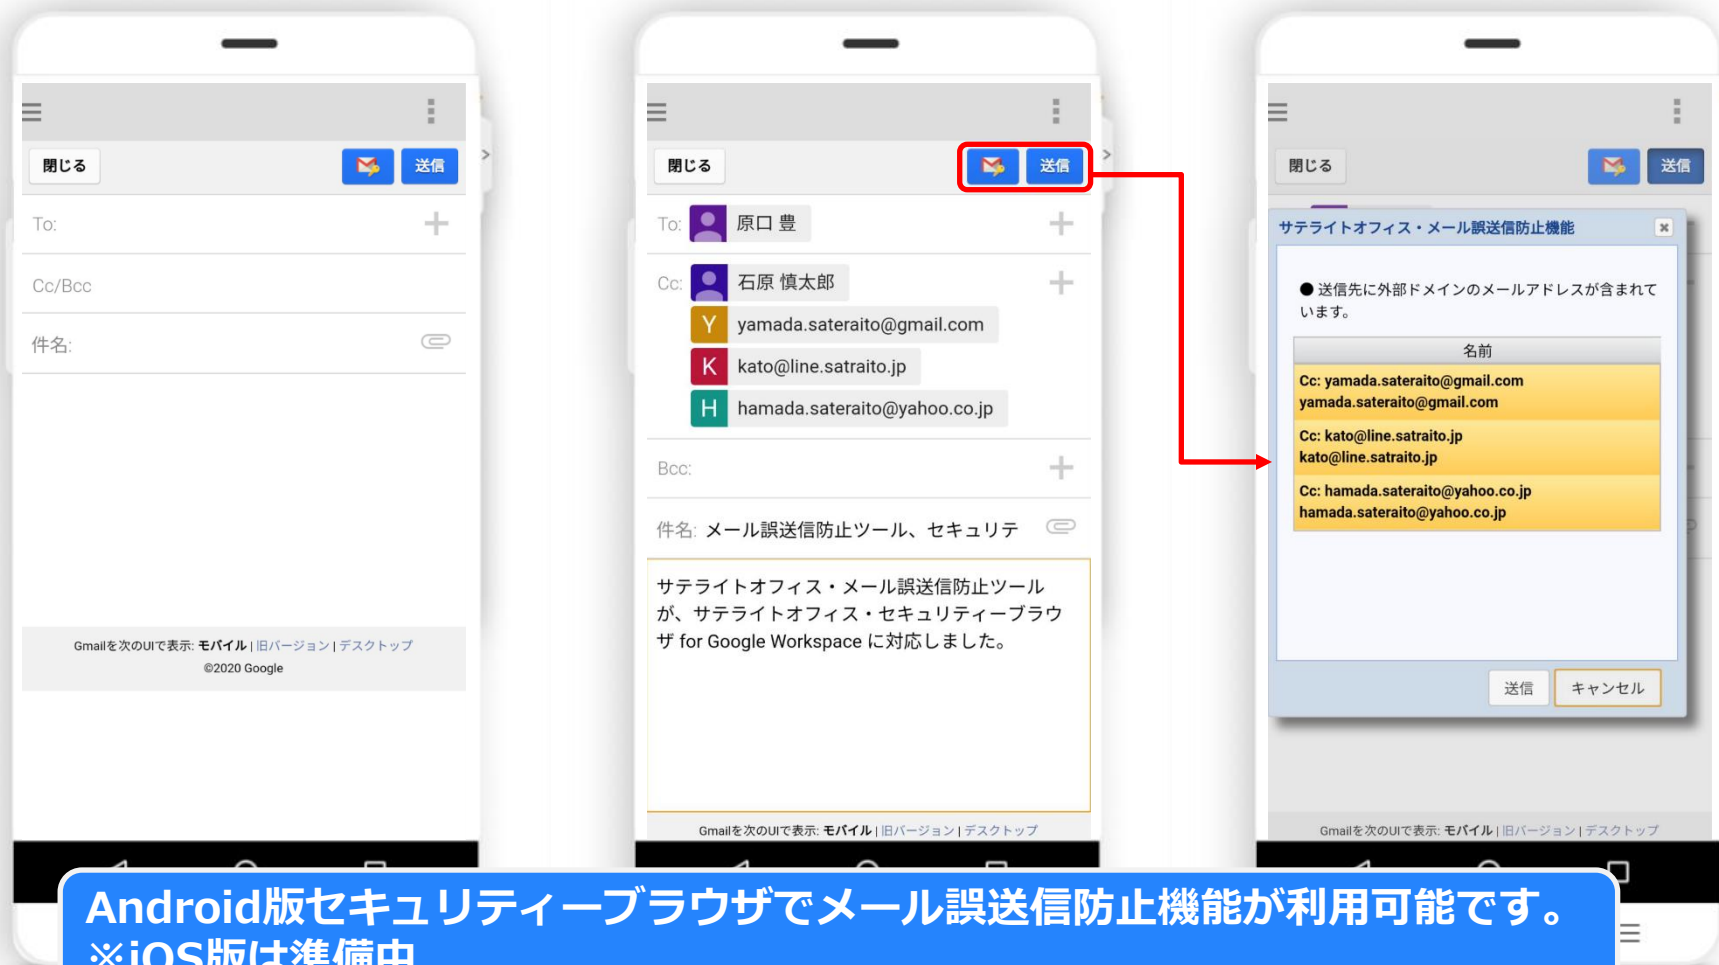 閉じる
送信
To:
Cc/Bcc
件名:
Gmailを次のUIで表示: モバイル | 旧バージョン | デスクトップ
©2020 Google
閉じる
送信
To: 原口 豊
Cc: 石原 慎太郎
Y yamada.sateraito@gmail.com
K kato@line.satraito.jp
H hamada.sateraito@yahoo.co.jp
Bcc:
件名: メール誤送信防止ツール、セキュリテ
サテライトオフィス・メール誤送信防止ツール
が、サテライトオフィス・セキュリティーブラウ
ザ for Google Workspace に対応しました。
Gmailを次のUIで表示: モバイル | 旧バージョン | デスクトップ
閉じる
送信
サテライトオフィス・メール誤送信防止機能
● 送信先に外部ドメインのメールアドレスが含まれて
います。
名前
Cc: yamada.sateraito@gmail.com
yamada.sateraito@gmail.com
Cc: kato@line.satraito.jp
kato@line.satraito.jp
Cc: hamada.sateraito@yahoo.co.jp
hamada.sateraito@yahoo.co.jp
送信
キャンセル
Gmailを次のUIで表示: モバイル | 旧バージョン | デスクトップ
Android版セキュリティーブラウザでメール誤送信防止機能が利用可能です。
※iOS版は準備中